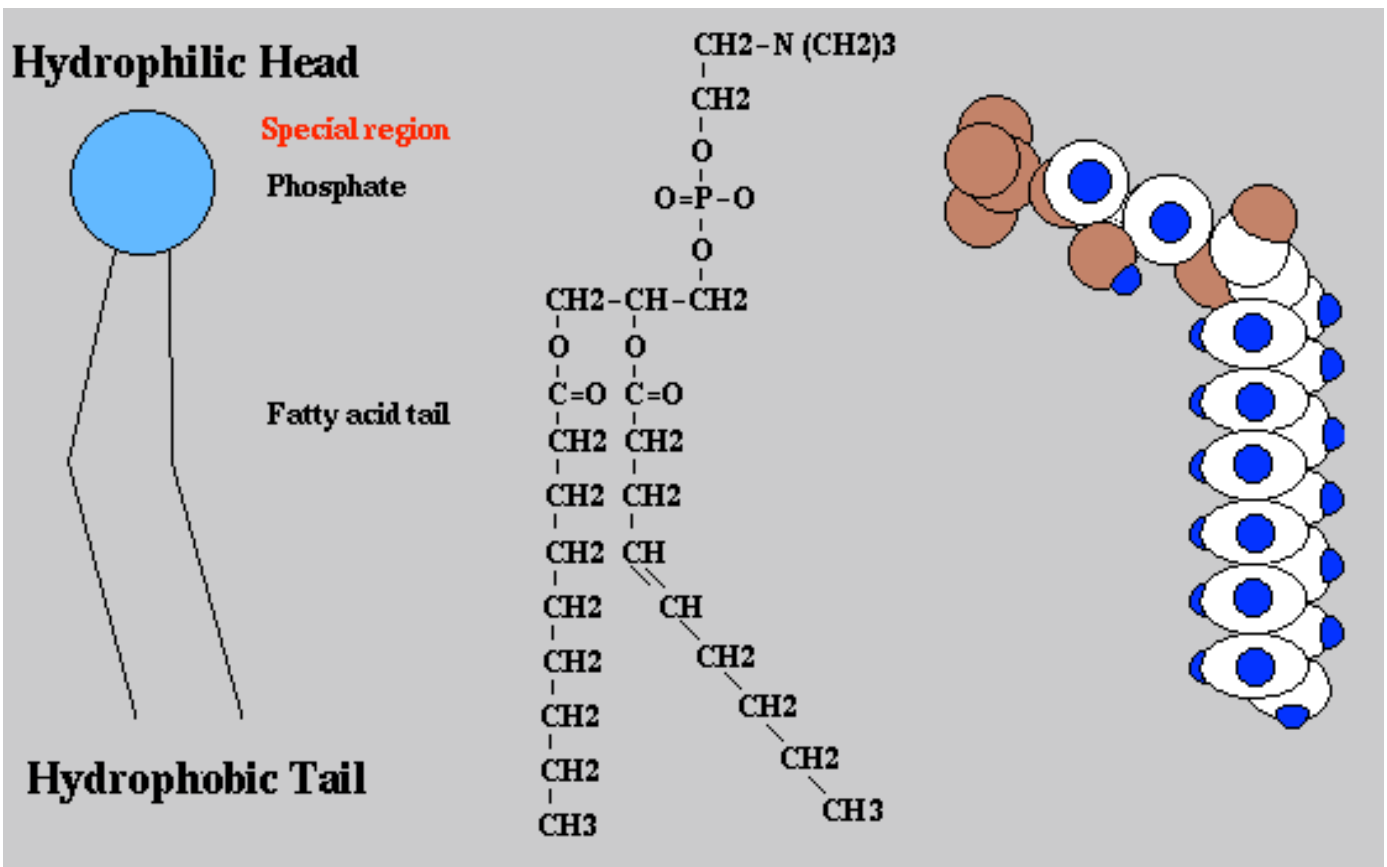 Hydrophilic Head
Special region
Phosphate
Fatty acid tail
Hydrophobic Tail
CH2-N (CH2)3
CH2
O
O=P-O
O
CH2-CH-CH2
O O
C=O C=O
CH2 CH2
CH2 CH2
CH2 CH
CH2 CH
CH2 CH2
CH2 CH2
CH2 CH2
CH3 CH3